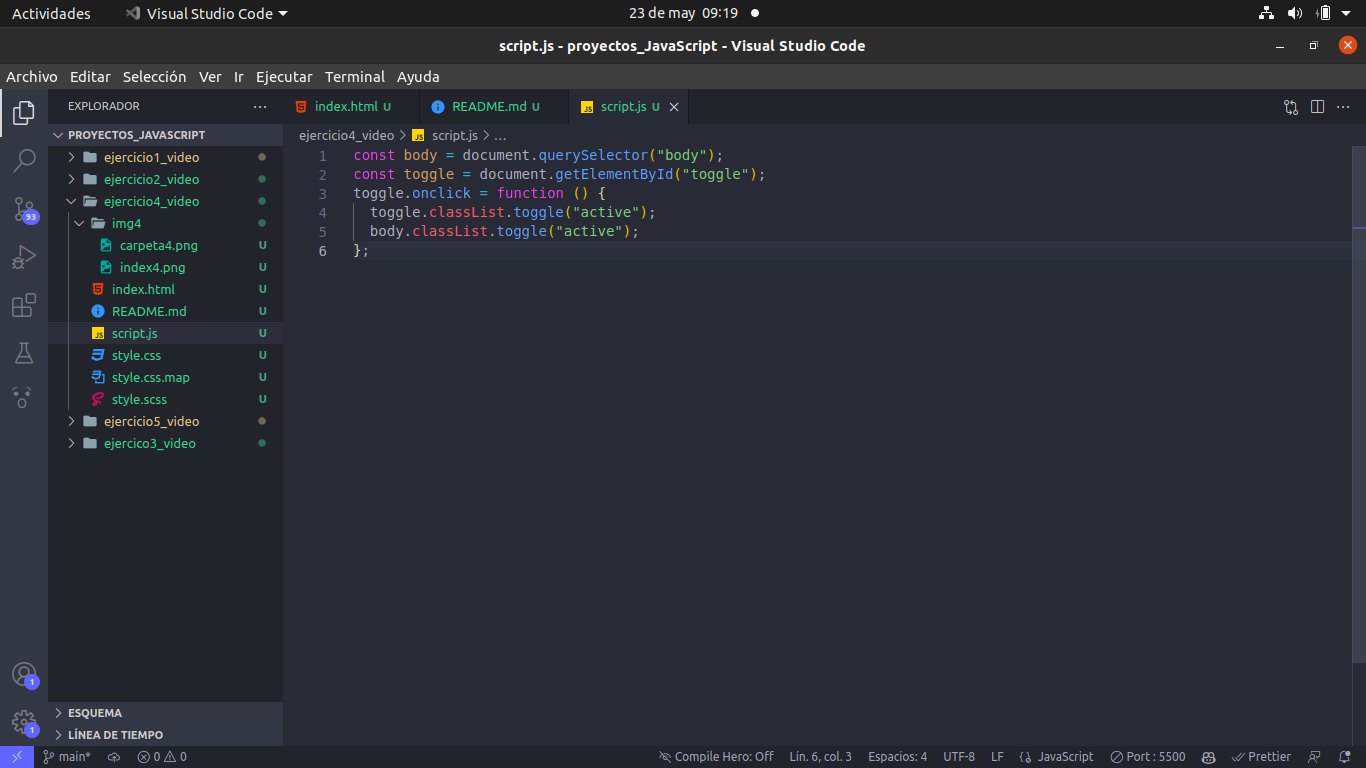 Actividades Visual Studio Code 23 de may 09:19
script.js - proyectos_JavaScript - Visual Studio Code
Archivo Editar Selección Ver Ir Ejecutar Terminal Ayuda
EXPLORADOR
PROYECTOS_JAVASCRIPT
ejercicio1_video
ejercicio2_video
ejercicio4_video
img4
carpeta4.png U
index4.png U
index.html U
README.md U
script.js U
style.css U
style.css.map U
style.scss U
ejercicio5_video
ejercico3_video
93
1
1
ESQUEMA
LÍNEA DE TIEMPO
index.html U README.md U JS script.js U
ejercicio4_video > JS script.js > ...
1 const body = document.querySelector("body");
2 const toggle = document.getElementById("toggle");
3 toggle.onclick = function () {
4 toggle.classList.toggle("active");
5 body.classList.toggle("active");
6 };
main* 0 0 Compile Hero: Off Lín. 6, col. 3 Espacios: 4 UTF-8 LF JavaScript Port : 5500 Prettier